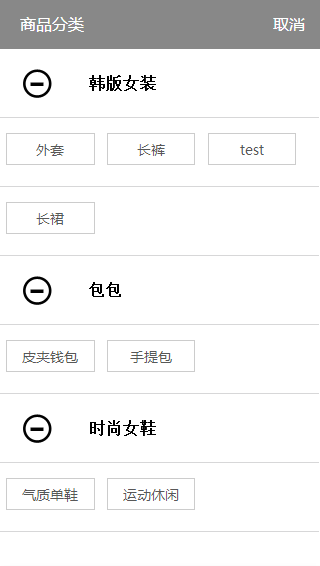 商品分类 取消
韩版女装
外套 长裤 test
长裙
包包
皮夹钱包 手提包
时尚女鞋
气质单鞋 运动休闲